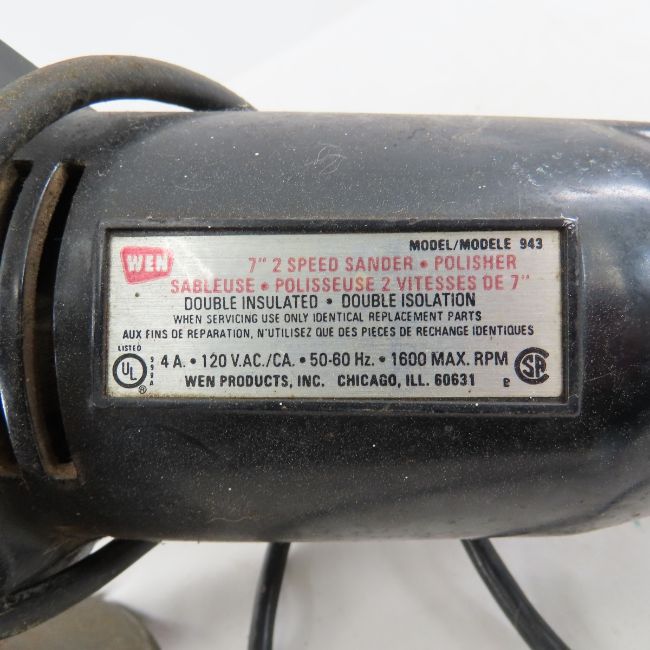 MODEL/MODELE 943
WEN
7" 2 SPEED SANDER • POLISHER
SABLEUSE • POLISSEUSE 2 VITESSES DE 7"
DOUBLE INSULATED • DOUBLE ISOLATION
WHEN SERVICING USE ONLY IDENTICAL REPLACEMENT PARTS
AUX FINS DE REPARATION, N'UTILISEZ QUE DES PIECES DE RECHANGE IDENTIQUES
LISTED
UL ®
4 A. • 120 V.AC./CA. • 50-60 Hz. • 1600 MAX. RPM
SA
WEN PRODUCTS, INC. CHICAGO, ILL. 60631